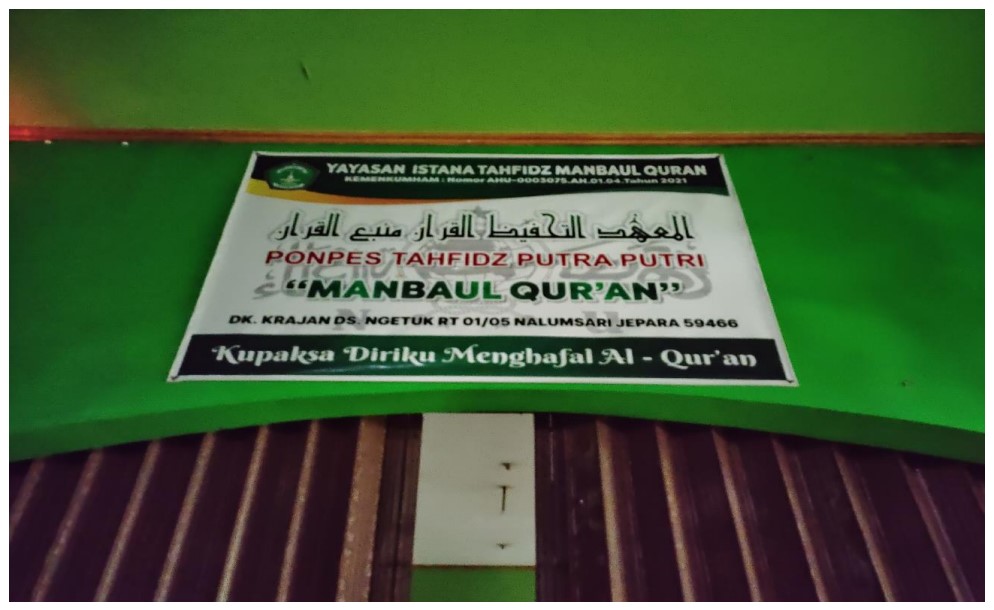 YAYASAN ISTANA TAHFIDZ MANBAUL QURAN
KEMENKUMHAM : Nomor AHU-0003075.AH.01.04.Tahun 2021
المعهد التحفيظ القرأن منبع القرأن
PONPES TAHFIDZ PUTRA PUTRI
“MANBAUL QUR’AN”
DK. KRAJAN DS. NGETUK RT 01/05 NALUMSARI JEPARA 59466
Kupaksa Diriku Menghafal Al - Qur'an